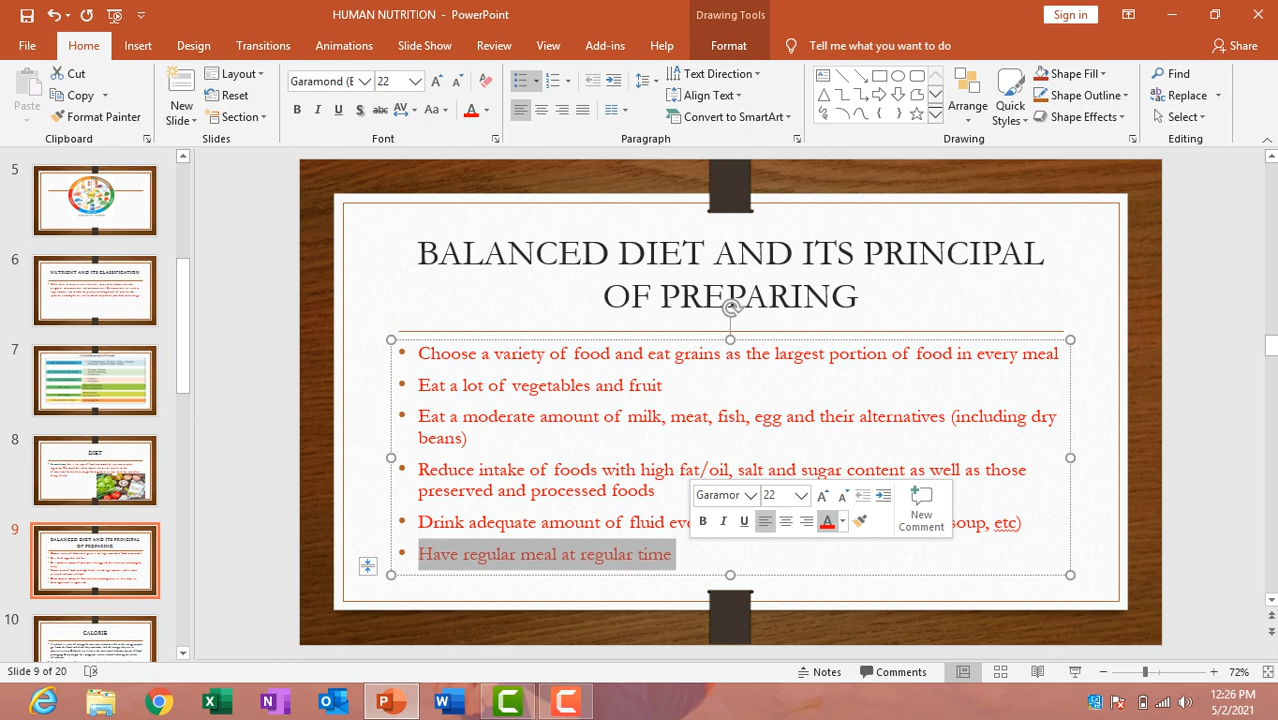 HUMAN NUTRITION - PowerPoint
Drawing Tools
Sign in
File Home Insert Design Transitions Animations Slide Show Review View Add-ins Help Format Tell me what you want to do Share
Paste
Cut
Copy
Format Painter
Clipboard
New Slide
Layout
Reset
Section
Slides
Garamond (E 22
B I U S abc AV Aa A
Font
Text Direction
Align Text
Convert to SmartArt
Paragraph
Arrange
Quick Styles
Shape Fill
Shape Outline
Shape Effects
Drawing
Find
Replace
Select
Editing
5
6
NUTRIENT AND ITS CLASSIFICATION
7
8
DIET
9
BALANCED DIET AND ITS PRINCIPAL
OF PREPARING
10
CALORIE
BALANCED DIET AND ITS PRINCIPAL
OF PREPARING
• Choose a variety of food and eat grains as the largest portion of food in every meal
• Eat a lot of vegetables and fruit
• Eat a moderate amount of milk, meat, fish, egg and their alternatives (including dry
beans)
• Reduce intake of foods with high fat/oil, salt and sugar content as well as those
preserved and processed foods
• Drink adequate amount of fluid soup, etc)
• Have regular meal at regular time
Garamor 22
B I U A
New Comment
Slide 9 of 20
Notes
Comments
72%
12:26 PM
5/2/2021